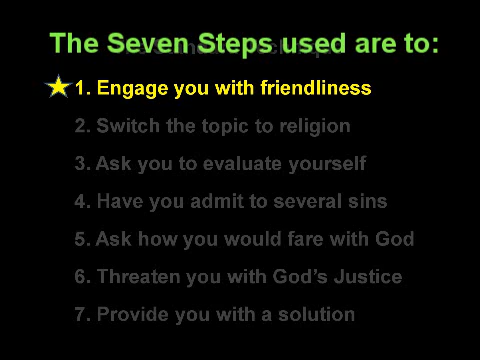 The Seven Steps used are to:
1. Engage you with friendliness
2. Switch the topic to religion
3. Ask you to evaluate yourself
4. Have you admit to several sins
5. Ask how you would fare with God
6. Threaten you with God's Justice
7. Provide you with a solution